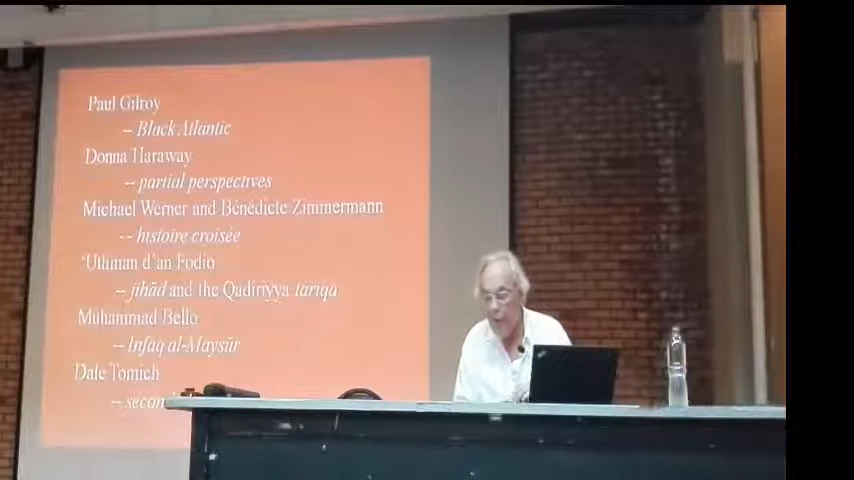 Paul Gilroy
– Black Atlantic
Donna Haraway
– partial perspectives
Michael Werner and Bénédicte Zimmermann
– histoire croisée
'Uthman d'an Fodio
– jihād and the Qadiriyya tariqa
Muhammad Bello
– Infaq al-Maysūr
Dale Tomich
– secon